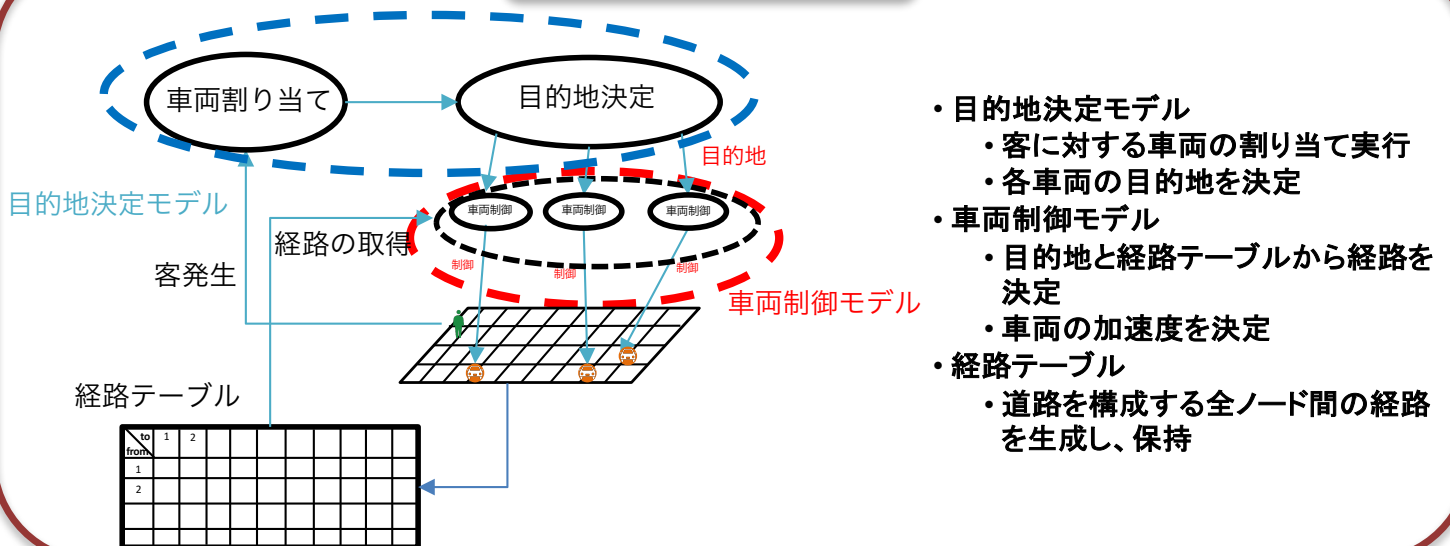 車両割り当て
目的地決定
目的地
目的地決定モデル
車両制御
車両制御
車両制御
経路の取得
客発生
制御
制御
制御
車両制御モデル
経路テーブル
to
from
1
2
1
2
・目的地決定モデル
・客に対する車両の割り当て実行
・各車両の目的地を決定
・車両制御モデル
・目的地と経路テーブルから経路を
決定
・車両の加速度を決定
・経路テーブル
・道路を構成する全ノード間の経路
を生成し、保持